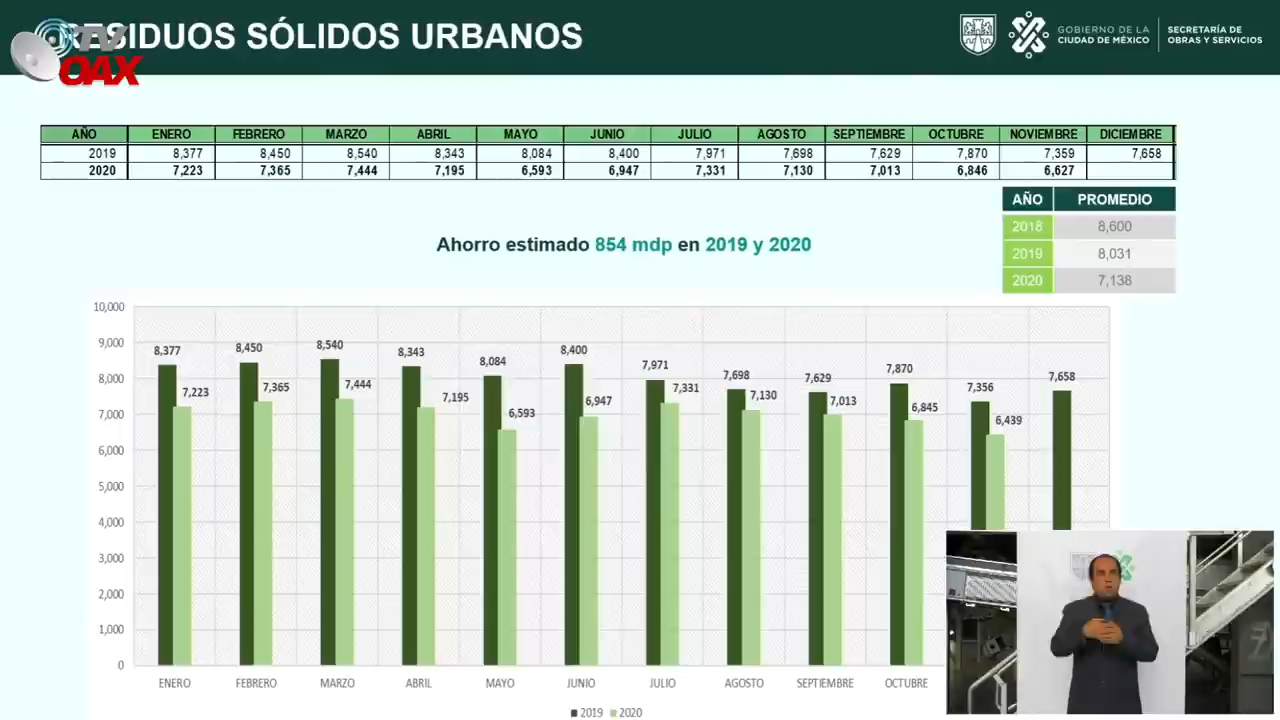 RESIDUOS SÓLIDOS URBANOS
TV
OAX
GOBIERNO DE LA
CIUDAD DE MÉXICO
SECRETARÍA DE
OBRAS Y SERVICIOS
AÑO ENERO FEBRERO MARZO ABRIL MAYO JUNIO JULIO AGOSTO SEPTIEMBRE OCTUBRE NOVIEMBRE DICIEMBRE
2019 8,377 8,450 8,540 8,343 8,084 8,400 7,971 7,698 7,629 7,870 7,359 7,658
2020 7,223 7,365 7,444 7,195 6,593 6,947 7,331 7,130 7,013 6,846 6,627
AÑO PROMEDIO
2018 8,600
2019 8,031
2020 7,138
Ahorro estimado 854 mdp en 2019 y 2020
10,000
9,000
8,000
7,000
6,000
5,000
4,000
3,000
2,000
1,000
0
8,377 7,223
8,450 7,365
8,540 7,444
8,343 7,195
8,084 6,593
8,400 6,947
7,971 7,331
7,698 7,130
7,629 7,013
7,870 6,845
7,356 6,439
7,658
ENERO FEBRERO MARZO ABRIL MAYO JUNIO JULIO AGOSTO SEPTIEMBRE OCTUBRE
2019 2020